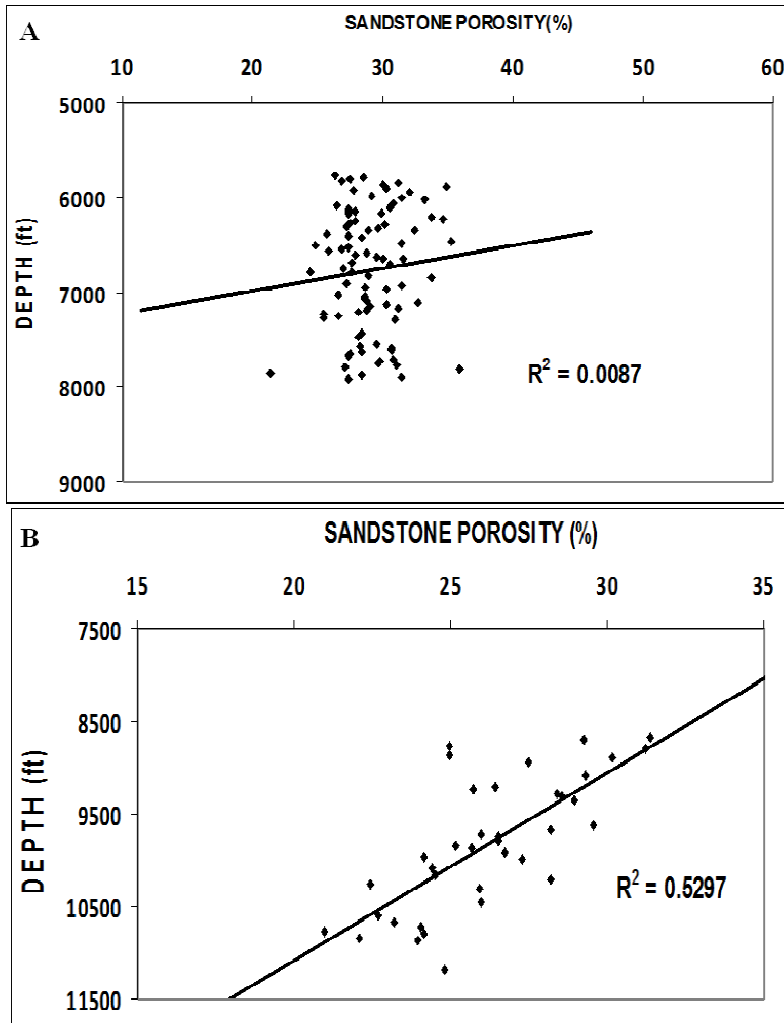 A
SANDSTONE POROSITY(%)
10 20 30 40 50 60
5000
6000
7000
8000
9000
DEPTH (ft)
R² = 0.0087
B
SANDSTONE POROSITY (%)
15 20 25 30 35
7500
8500
9500
10500
11500
DEPTH (ft)
R² = 0.5297